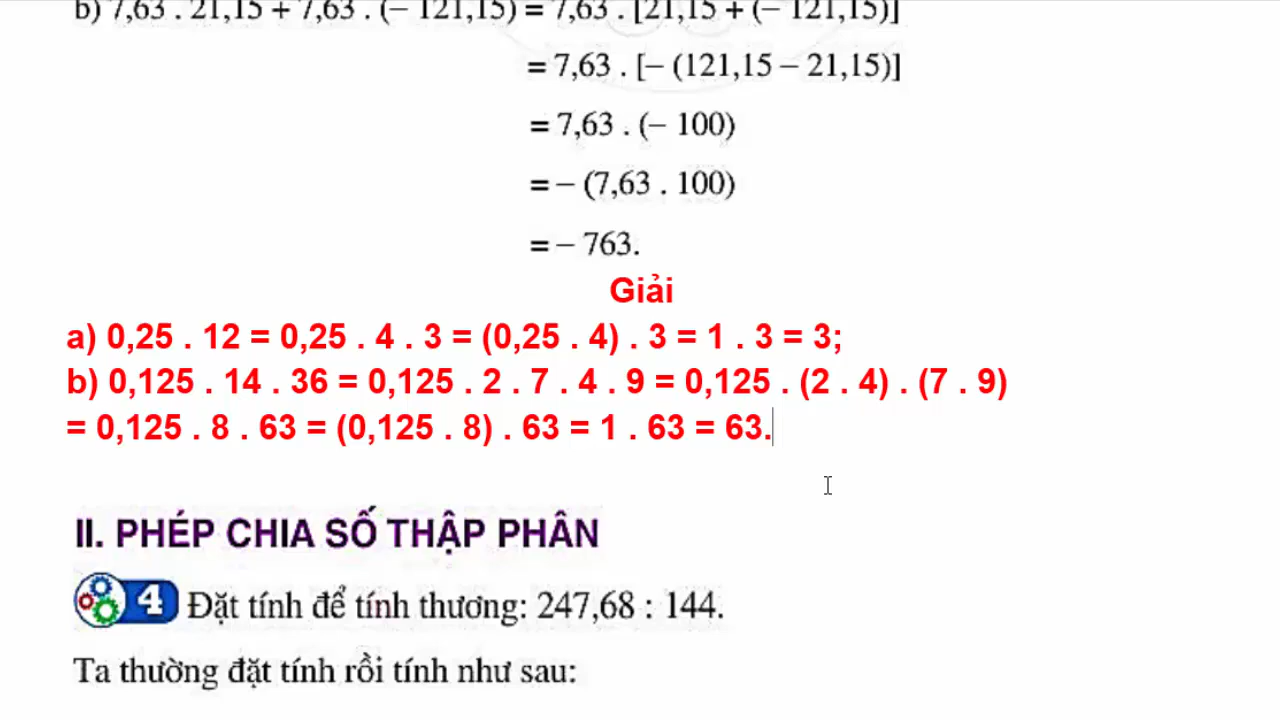 b) 7,63 . 21,15 + 7,63 . (– 121,15) = 7,63 . [21,15 + (– 121,15)]
= 7,63 . [– (121,15 – 21,15)]
= 7,63 . (– 100)
= – (7,63 . 100)
= – 763.
Giải
a) 0,25 . 12 = 0,25 . 4 . 3 = (0,25 . 4) . 3 = 1 . 3 = 3;
b) 0,125 . 14 . 36 = 0,125 . 2 . 7 . 4 . 9 = 0,125 . (2 . 4) . (7 . 9)
= 0,125 . 8 . 63 = (0,125 . 8) . 63 = 1 . 63 = 63.
II. PHÉP CHIA SỐ THẬP PHÂN
4 Đặt tính để tính thương: 247,68 : 144.
Ta thường đặt tính rồi tính như sau: